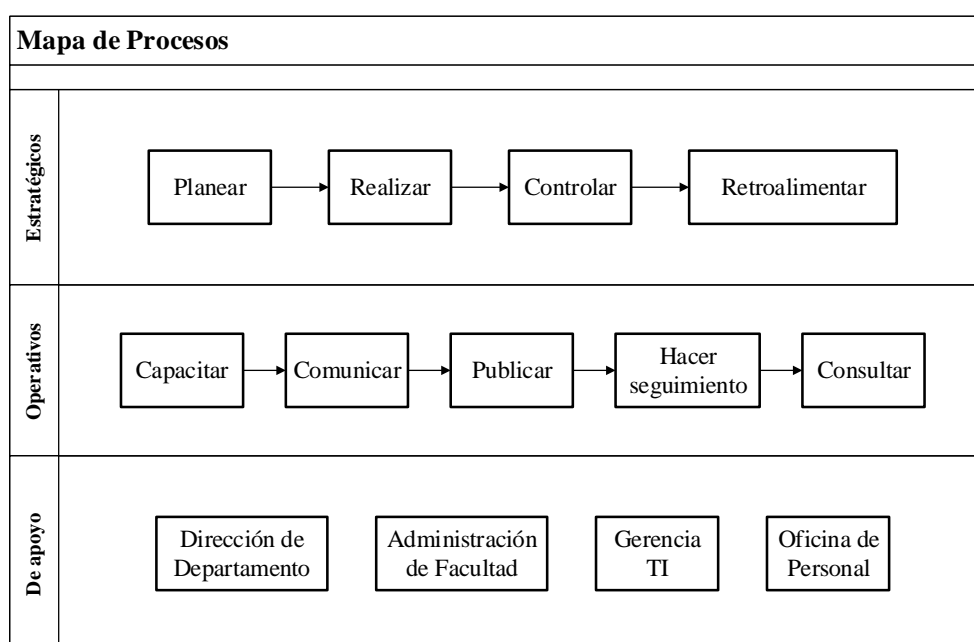 Mapa de Procesos
Estratégicos
Planear
Realizar
Controlar
Retroalimentar
Operativos
Capacitar
Comunicar
Publicar
Hacer
seguimiento
Consultar
De apoyo
Dirección de
Departamento
Administración
de Facultad
Gerencia
TI
Oficina de
Personal